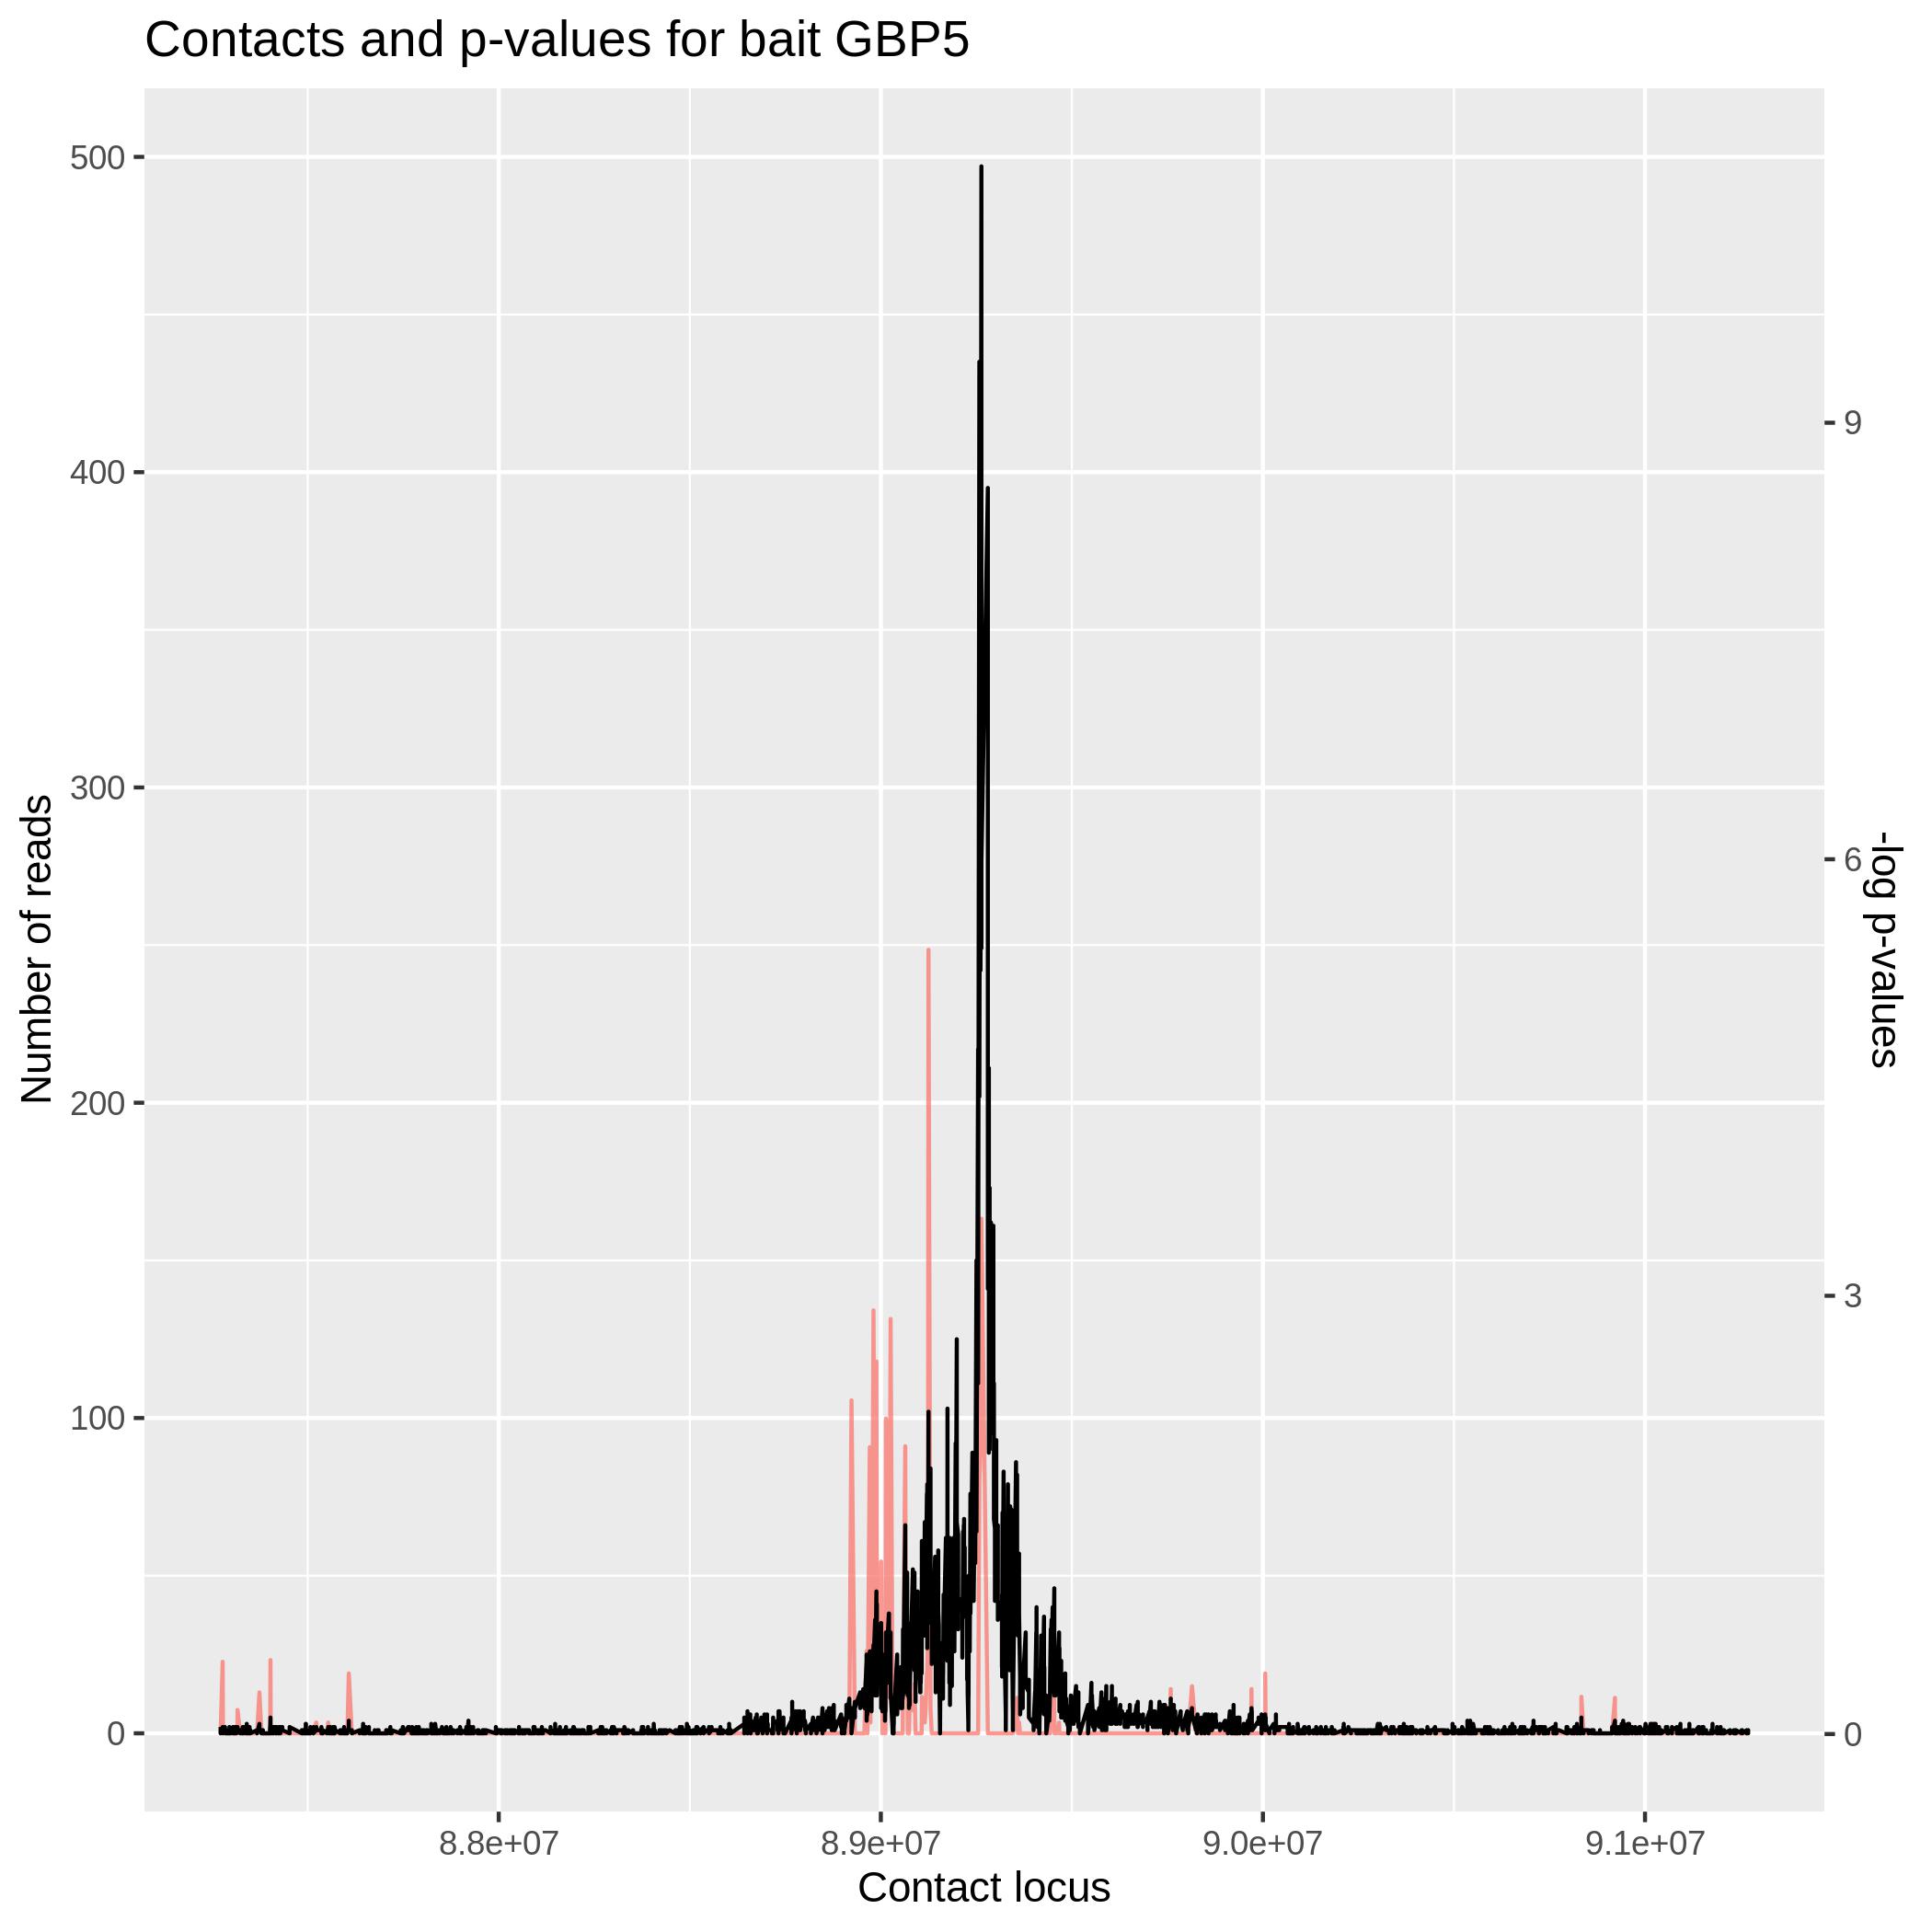 Contacts and p-values for bait GBP5
500
400
300
200
100
0
Number of reads
9
6
3
0
-log p-values
8.8e+07 8.9e+07 9.0e+07 9.1e+07
Contact locus